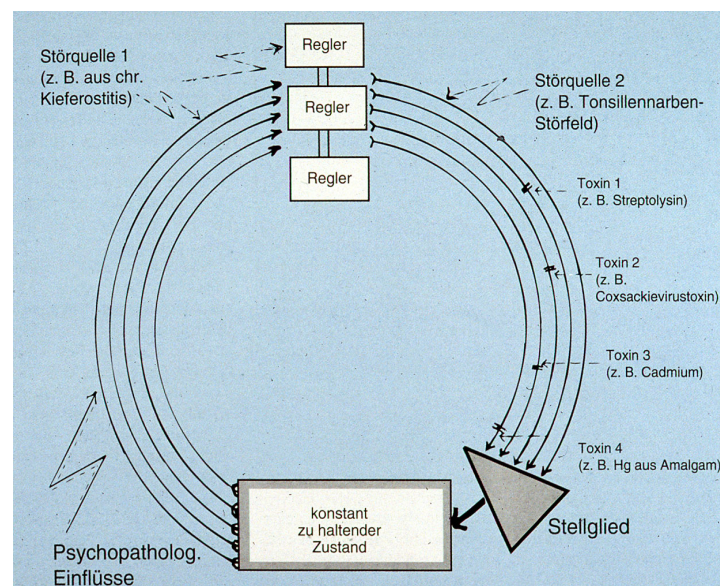 Störquelle 1
(z. B. aus chr.
Kieferostitis)
Regler
Regler
Regler
Störquelle 2
(z. B. Tonsillennarben-
Störfeld)
Toxin 1
(z. B. Streptolysin)
Toxin 2
(z. B.
Coxsackievirustoxin)
Toxin 3
(z. B. Cadmium)
Toxin 4
(z. B. Hg aus Amalgam)
Stellglied
konstant
zu haltender
Zustand
Psychopatholog.
Einflüsse